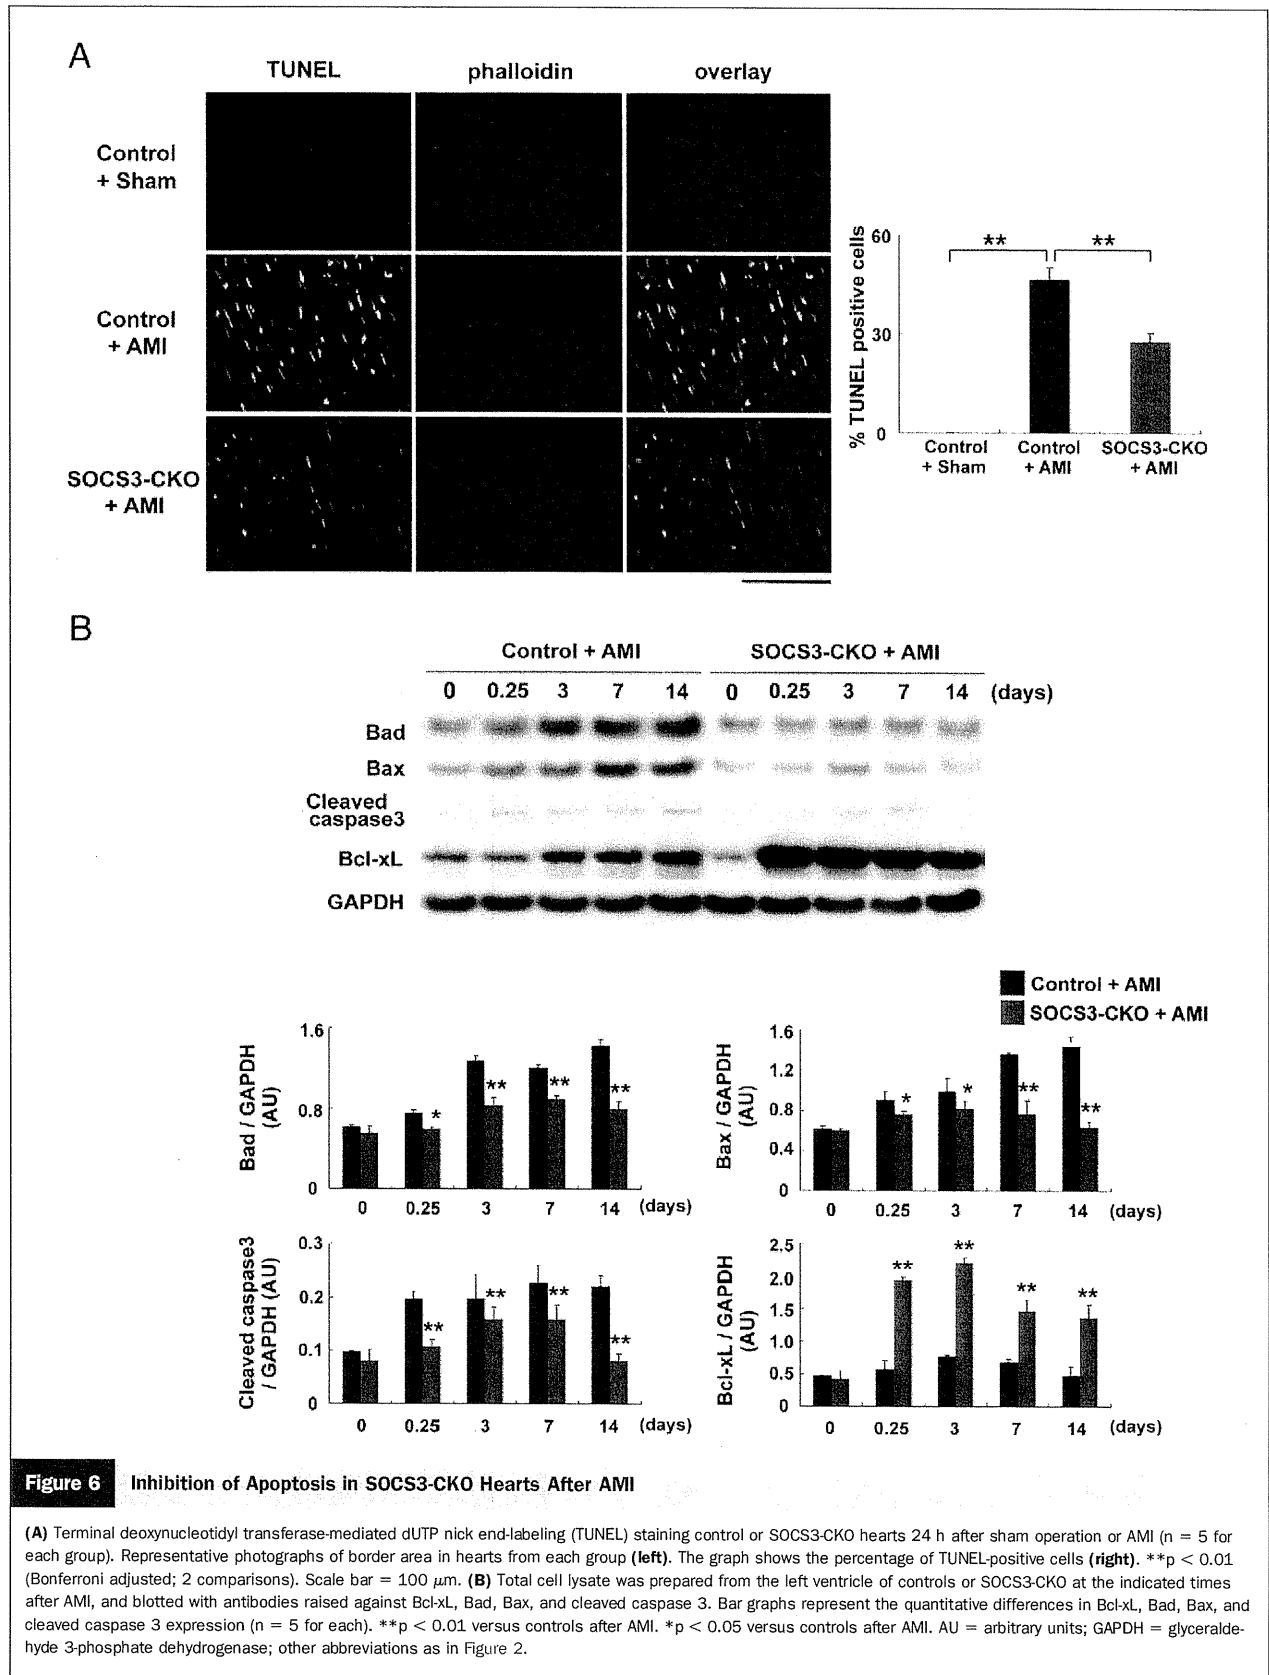 A
TUNEL phalloidin overlay
Control
+ Sham
Control
+ AMI
SOCS3-CKO
+ AMI
% TUNEL positive cells
60
30
0
** **
Control
+ Sham
Control
+ AMI
SOCS3-CKO
+ AMI
B
Control + AMI SOCS3-CKO + AMI
0 0.25 3 7 14 0 0.25 3 7 14 (days)
Bad
Bax
Cleaved
caspase3
Bcl-xL
GAPDH
Control + AMI
SOCS3-CKO + AMI
Bad / GAPDH
(AU)
1.6
0.8
0
* ** ** **
0 0.25 3 7 14 (days)
Bax / GAPDH
(AU)
1.6
1.2
0.8
0.4
0
* * ** **
0 0.25 3 7 14 (days)
Cleaved caspase3
/ GAPDH (AU)
0.3
0.2
0.1
0
** ** ** **
0 0.25 3 7 14 (days)
Bcl-xL / GAPDH
(AU)
2.5
2.0
1.5
1.0
0.5
0
** ** ** **
0 0.25 3 7 14 (days)
Figure 6 Inhibition of Apoptosis in SOCS3-CKO Hearts After AMI
(A) Terminal deoxynucleotidyl transferase-mediated dUTP nick end-labeling (TUNEL) staining control or SOCS3-CKO hearts 24 h after sham operation or AMI (n = 5 for
each group). Representative photographs of border area in hearts from each group (left). The graph shows the percentage of TUNEL-positive cells (right). **p < 0.01
(Bonferroni adjusted; 2 comparisons). Scale bar = 100 μm. (B) Total cell lysate was prepared from the left ventricle of controls or SOCS3-CKO at the indicated times
after AMI, and blotted with antibodies raised against Bcl-xL, Bad, Bax, and cleaved caspase 3. Bar graphs represent the quantitative differences in Bcl-xL, Bad, Bax, and
cleaved caspase 3 expression (n = 5 for each). **p < 0.01 versus controls after AMI. *p < 0.05 versus controls after AMI. AU = arbitrary units; GAPDH = glyceralde-
hyde 3-phosphate dehydrogenase; other abbreviations as in Figure 2.